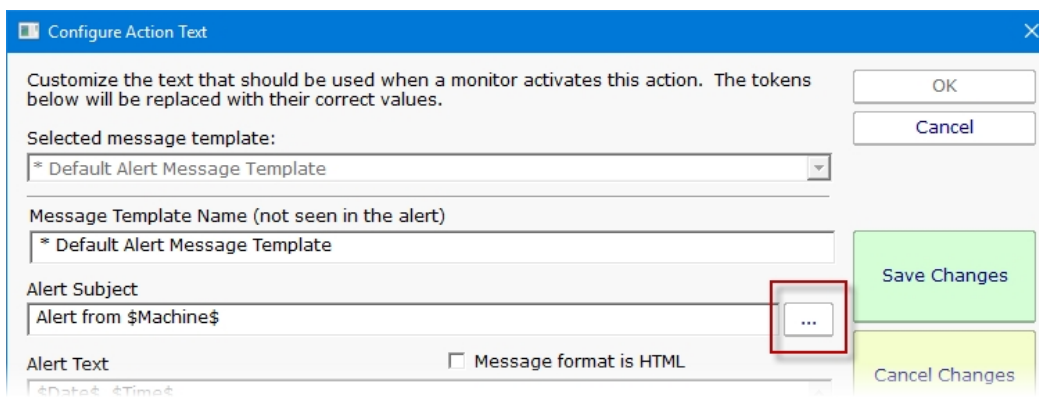 Configure Action Text
Customize the text that should be used when a monitor activates this action. The tokens
below will be replaced with their correct values.
OK
Cancel
Selected message template:
* Default Alert Message Template
Message Template Name (not seen in the alert)
* Default Alert Message Template
Save Changes
Alert Subject
Alert from $Machine$
...
Alert Text
Message format is HTML
Cancel Changes
$Date$ $Time$